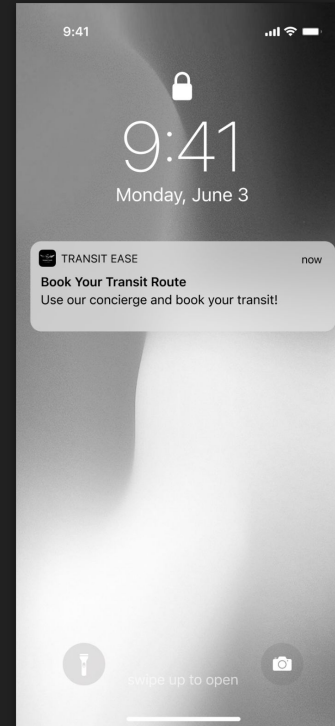 9:41
9:41
Monday, June 3
TRANSIT EASE now
Book Your Transit Route
Use our concierge and book your transit!
swipe up to open